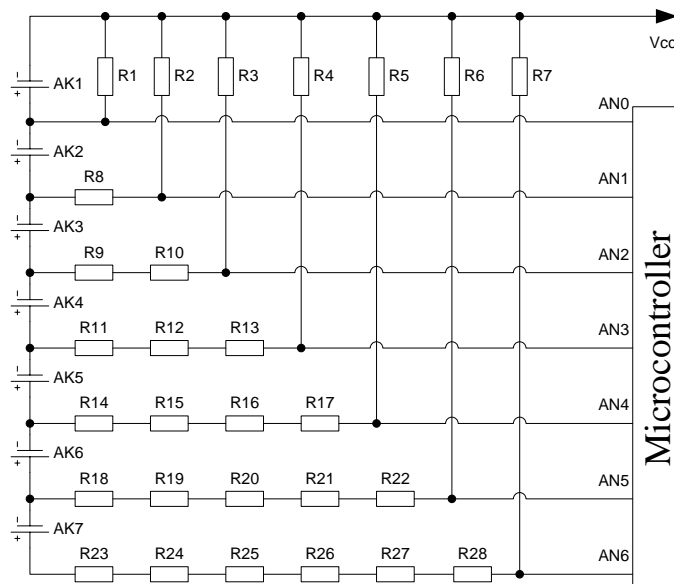 Vcc
AK1 R1 R2 R3 R4 R5 R6 R7
AN0
AK2
R8 AN1
AK3
R9 R10 AN2
AK4
R11 R12 R13 AN3
AK5
R14 R15 R16 R17 AN4
AK6
R18 R19 R20 R21 R22 AN5
AK7
R23 R24 R25 R26 R27 R28 AN6
Microcontroller